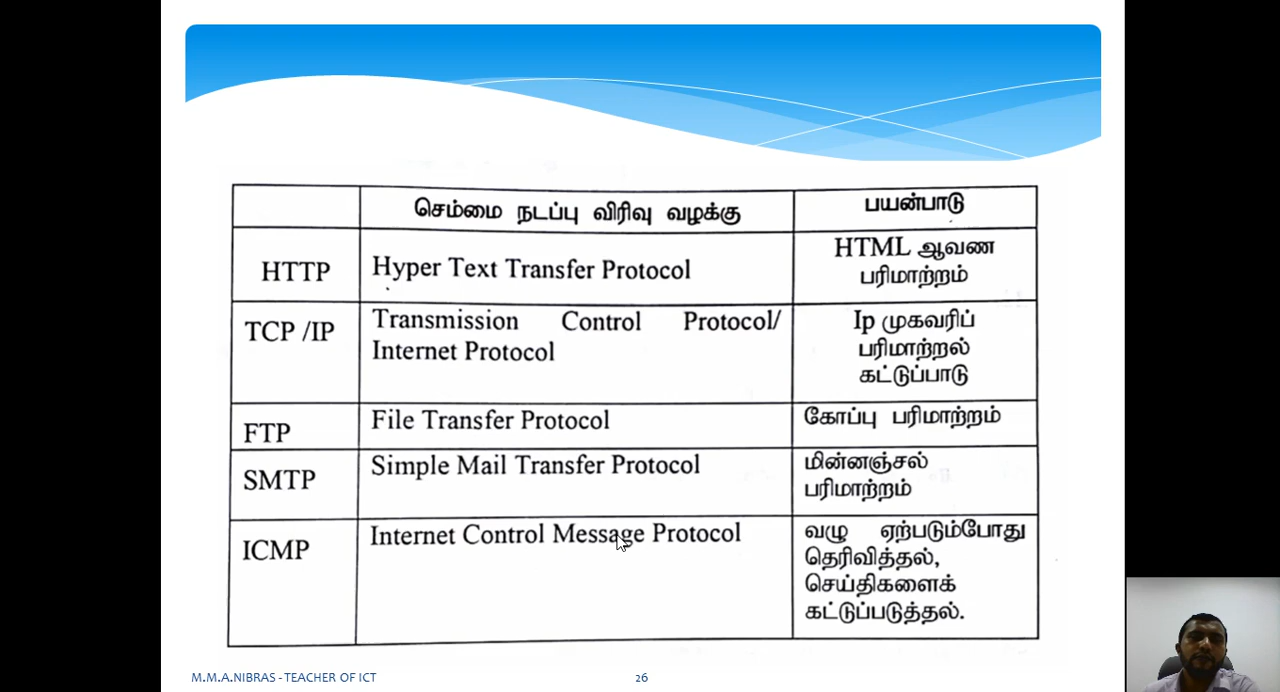 செம்மை நடப்பு விரிவு வழக்கு
பயன்பாடு
HTTP
Hyper Text Transfer Protocol
HTML ஆவண
பரிமாற்றம்
TCP /IP
Transmission Control Protocol/
Internet Protocol
Ip முகவரிப்
பரிமாற்றல்
கட்டுப்பாடு
FTP
File Transfer Protocol
கோப்பு பரிமாற்றம்
SMTP
Simple Mail Transfer Protocol
மின்னஞ்சல்
பரிமாற்றம்
ICMP
Internet Control Message Protocol
வழு ஏற்படும்போது
தெரிவித்தல்,
செய்திகளைக்
கட்டுப்படுத்தல்.
M.M.A.NIBRAS - TEACHER OF ICT
26